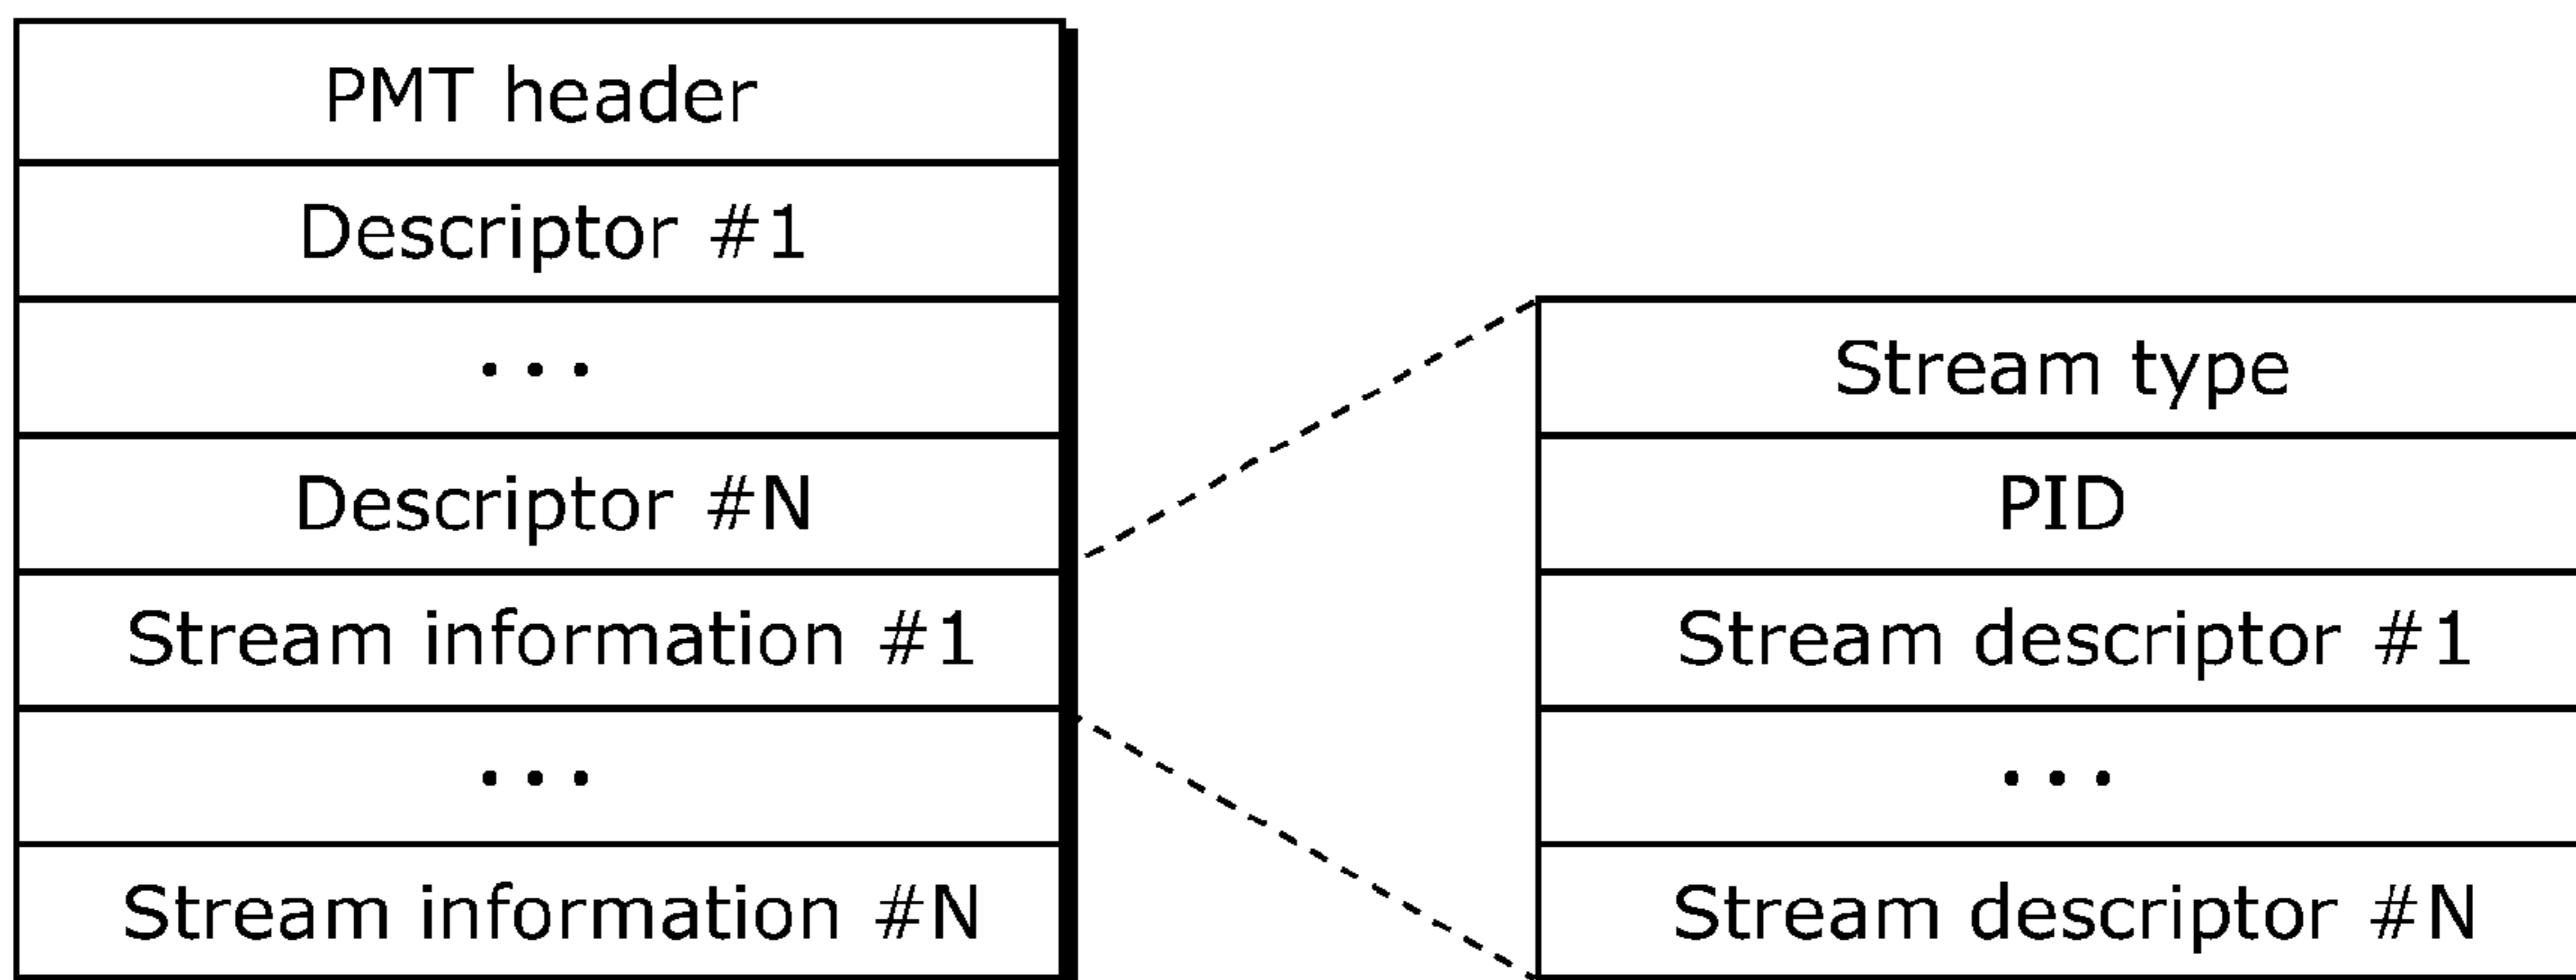 PMT header
Descriptor #1
...
Descriptor #N
Stream information #1
...
Stream information #N
Stream type
PID
Stream descriptor #1
...
Stream descriptor #N